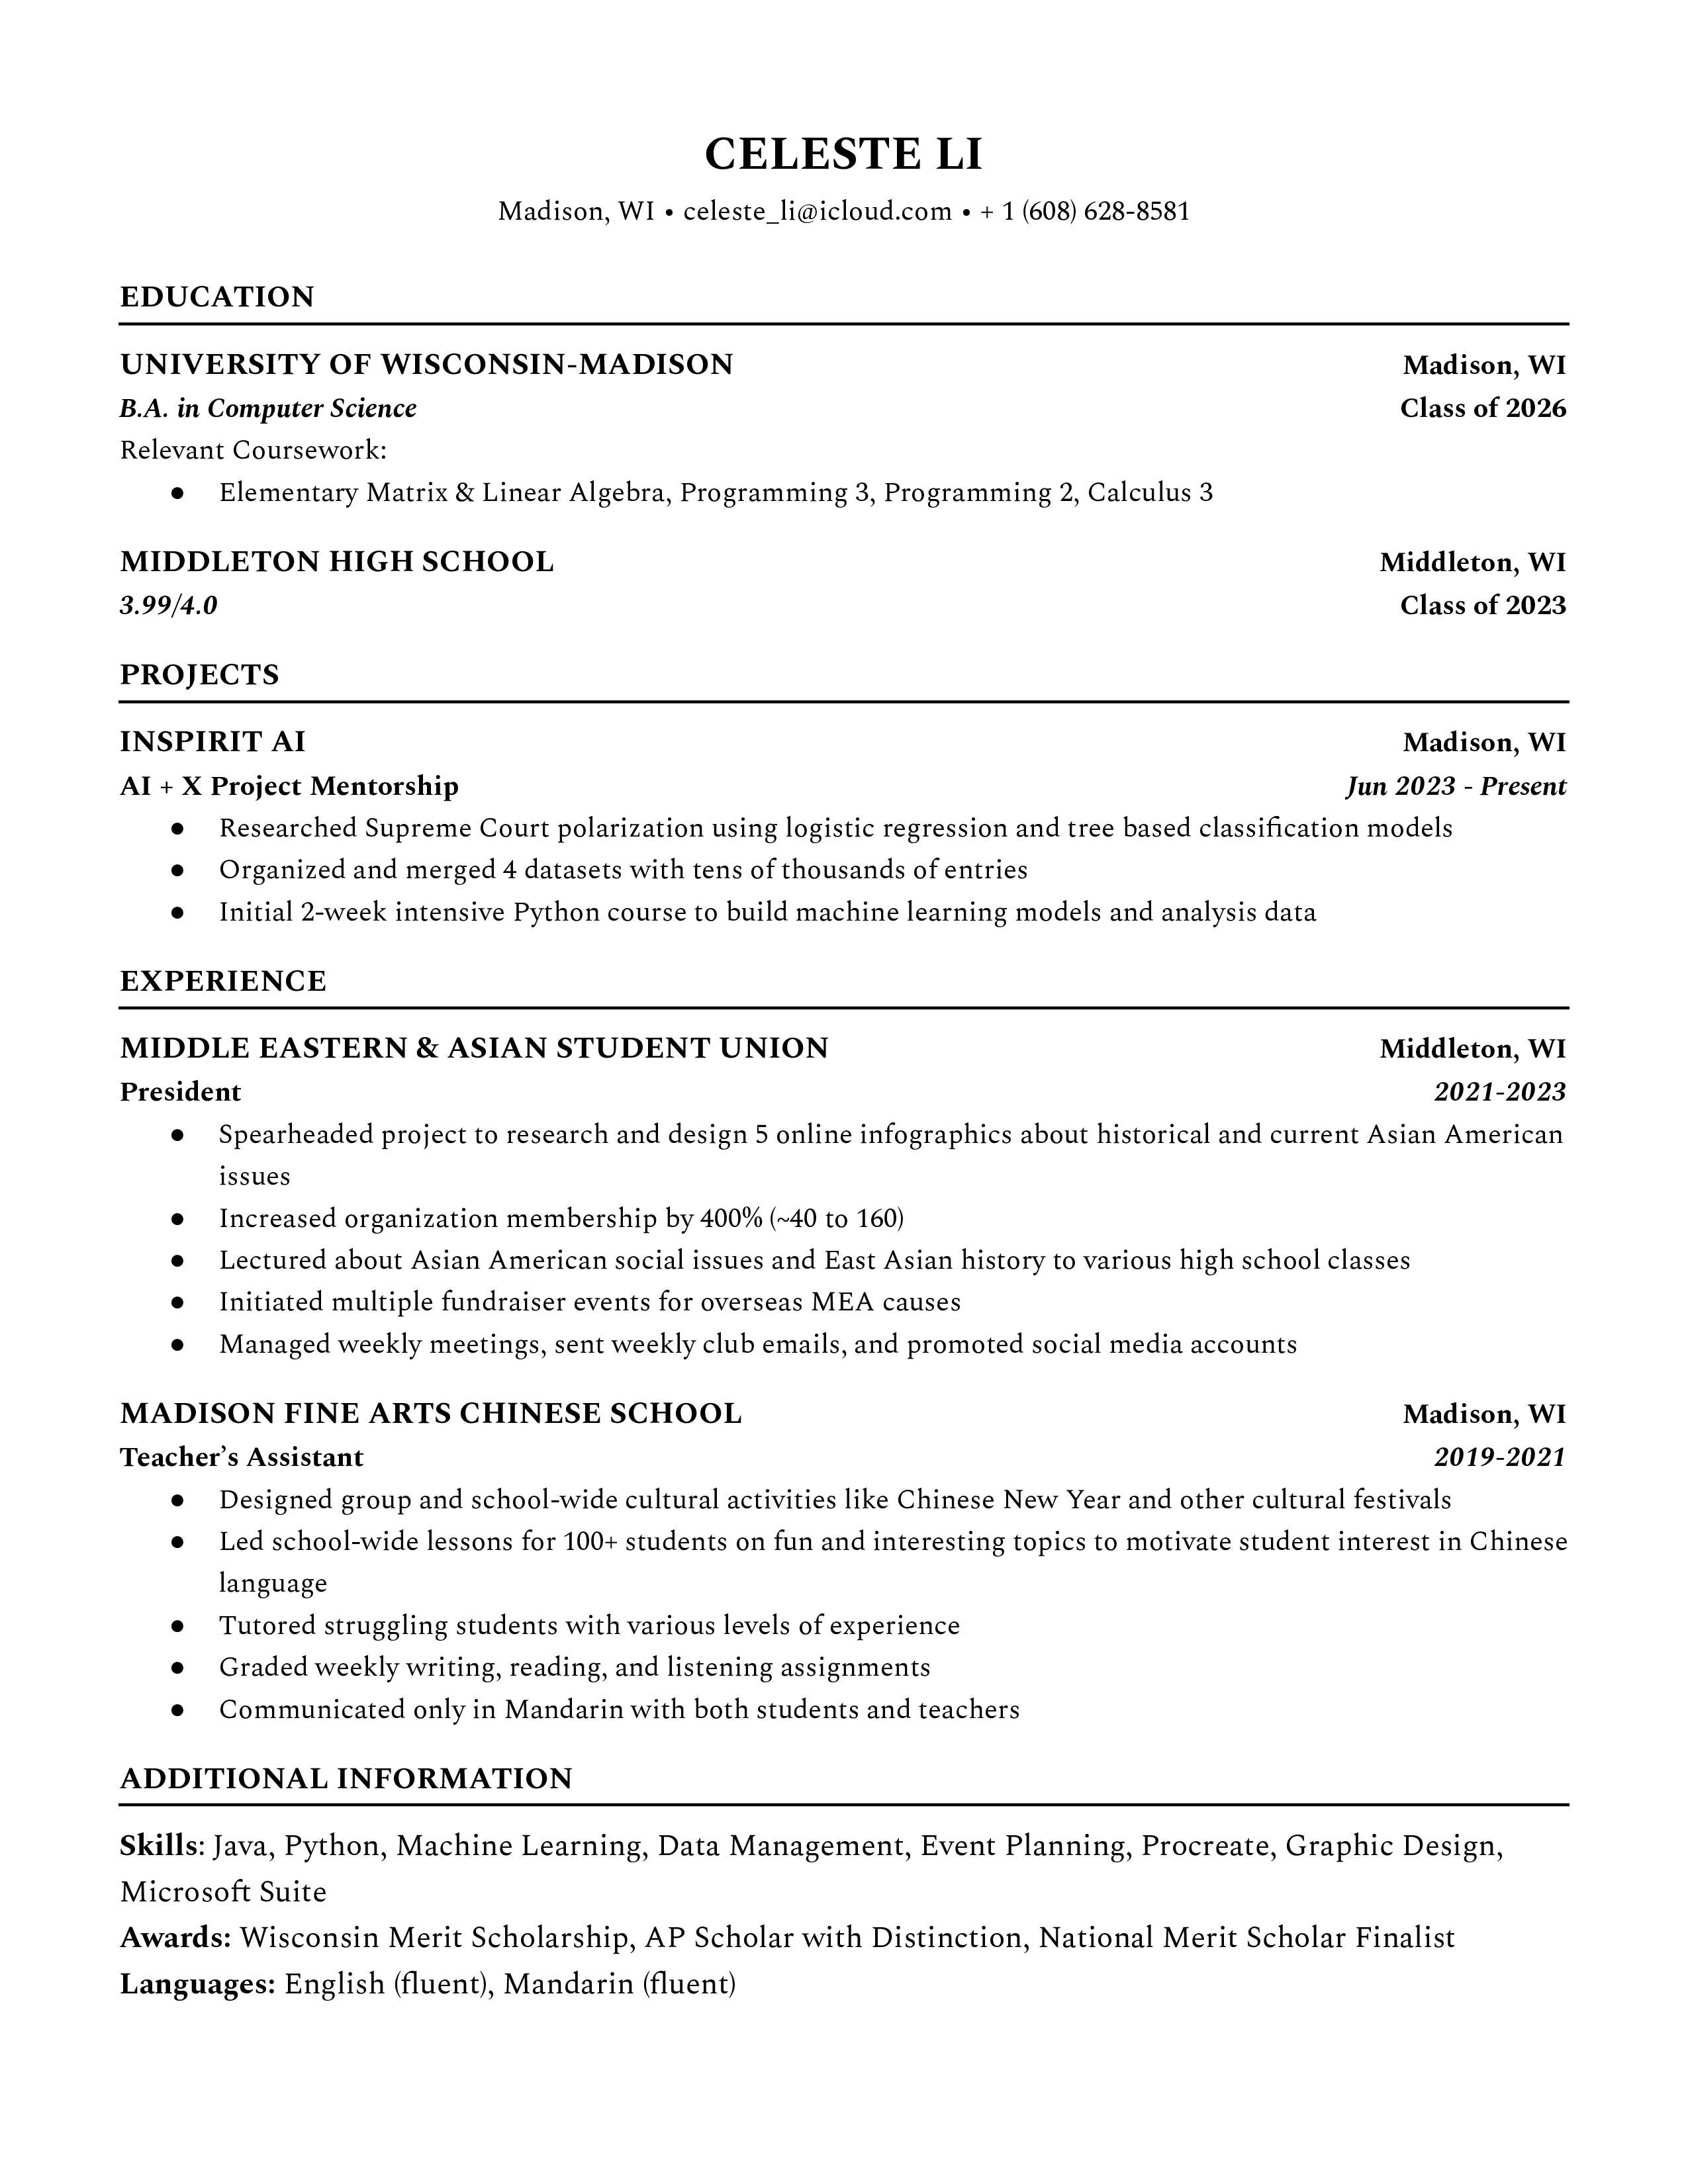 CELESTE LI
Madison, WI • celeste_li@icloud.com • + 1 (608) 628-8581
EDUCATION
UNIVERSITY OF WISCONSIN-MADISON Madison, WI
B.A. in Computer Science Class of 2026
Relevant Coursework:
● Elementary Matrix & Linear Algebra, Programming 3, Programming 2, Calculus 3
MIDDLETON HIGH SCHOOL Middleton, WI
3.99/4.0 Class of 2023
PROJECTS
INSPIRIT AI Madison, WI
AI + X Project Mentorship Jun 2023 - Present
● Researched Supreme Court polarization using logistic regression and tree based classification models
● Organized and merged 4 datasets with tens of thousands of entries
● Initial 2-week intensive Python course to build machine learning models and analysis data
EXPERIENCE
MIDDLE EASTERN & ASIAN STUDENT UNION Middleton, WI
President 2021-2023
● Spearheaded project to research and design 5 online infographics about historical and current Asian American
issues
● Increased organization membership by 400% (~40 to 160)
● Lectured about Asian American social issues and East Asian history to various high school classes
● Initiated multiple fundraiser events for overseas MEA causes
● Managed weekly meetings, sent weekly club emails, and promoted social media accounts
MADISON FINE ARTS CHINESE SCHOOL Madison, WI
Teacher’s Assistant 2019-2021
● Designed group and school-wide cultural activities like Chinese New Year and other cultural festivals
● Led school-wide lessons for 100+ students on fun and interesting topics to motivate student interest in Chinese
language
● Tutored struggling students with various levels of experience
● Graded weekly writing, reading, and listening assignments
● Communicated only in Mandarin with both students and teachers
ADDITIONAL INFORMATION
Skills: Java, Python, Machine Learning, Data Management, Event Planning, Procreate, Graphic Design,
Microsoft Suite
Awards: Wisconsin Merit Scholarship, AP Scholar with Distinction, National Merit Scholar Finalist
Languages: English (fluent), Mandarin (fluent)